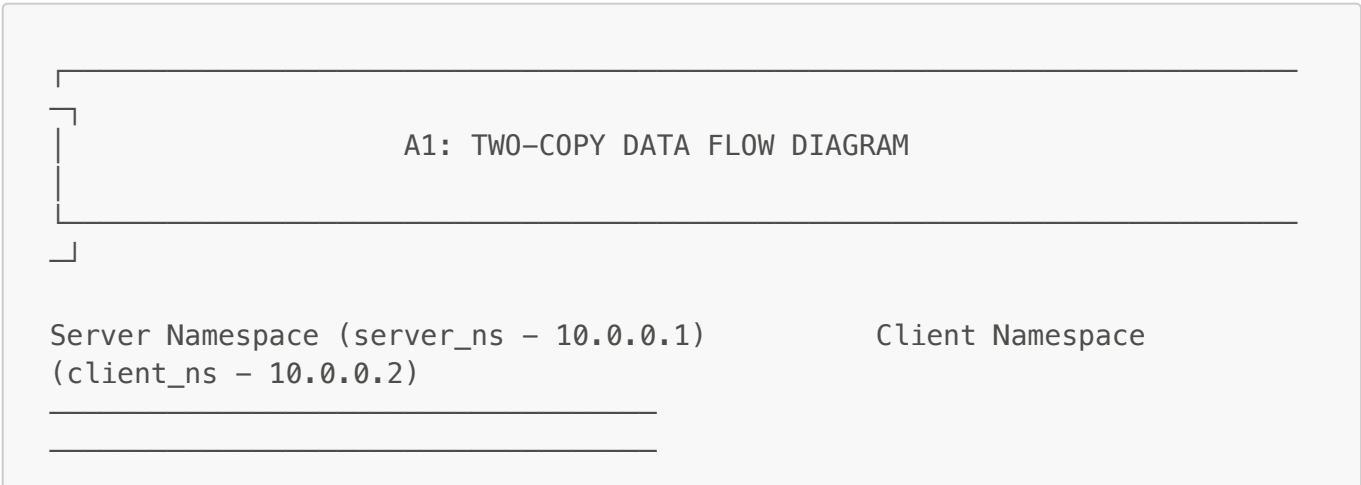 A1: TWO-COPY DATA FLOW DIAGRAM
Server Namespace (server_ns - 10.0.0.1) Client Namespace
(client_ns - 10.0.0.2)